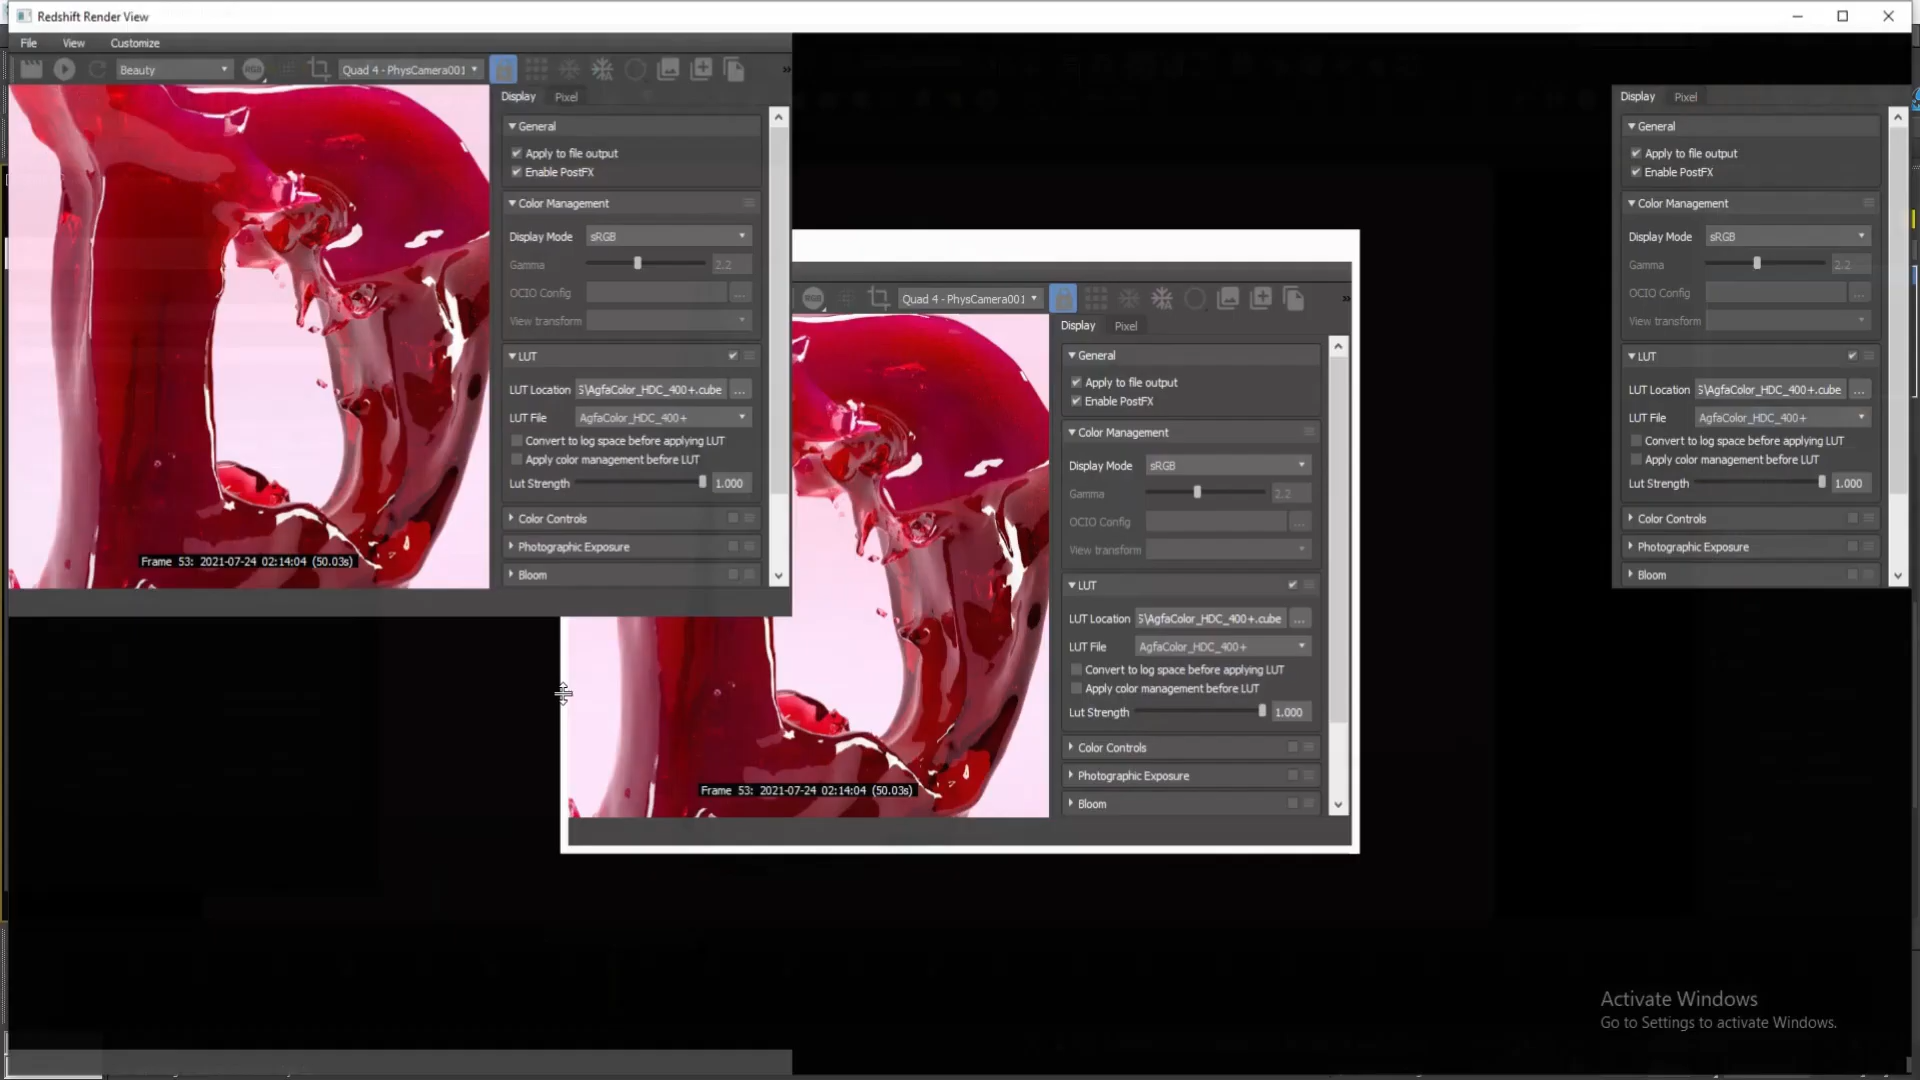 Redshift Render View
File View Customize
Beauty
RGB
Quad 4 - PhysCamera001
»
Display Pixel
General
Apply to file output
Enable PostFX
Color Management
Display Mode sRGB
Gamma 2.2
OCIO Config ...
View transform
LUT
LUT Location S\AgfaColor_HDC_400+.cube ...
LUT File AgfaColor_HDC_400+
Convert to log space before applying LUT
Apply color management before LUT
Lut Strength 1.000
Color Controls
Photographic Exposure
Bloom
Frame 53: 2021-07-24 02:14:04 (50.03s)
RGB
Quad 4 - PhysCamera001
»
Display Pixel
General
Apply to file output
Enable PostFX
Color Management
Display Mode sRGB
Gamma 2.2
OCIO Config ...
View transform
LUT
LUT Location S\AgfaColor_HDC_400+.cube ...
LUT File AgfaColor_HDC_400+
Convert to log space before applying LUT
Apply color management before LUT
Lut Strength 1.000
Color Controls
Photographic Exposure
Bloom
Frame 53: 2021-07-24 02:14:04 (50.03s)
Display Pixel
General
Apply to file output
Enable PostFX
Color Management
Display Mode sRGB
Gamma 2.2
OCIO Config ...
View transform
LUT
LUT Location S\AgfaColor_HDC_400+.cube ...
LUT File AgfaColor_HDC_400+
Convert to log space before applying LUT
Apply color management before LUT
Lut Strength 1.000
Color Controls
Photographic Exposure
Bloom
Activate Windows
Go to Settings to activate Windows.